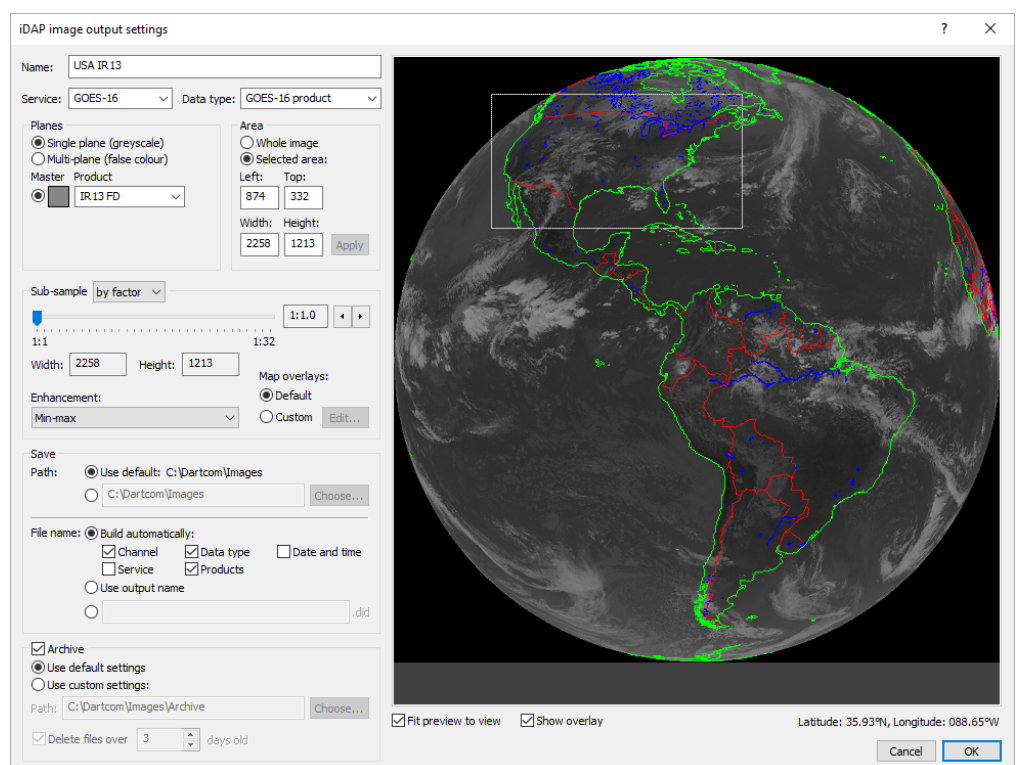 iDAP image output settings ?
Name: USA IR13
Service: GOES-16 Data type: GOES-16 product
Planes
Single plane (greyscale)
Multi-plane (false colour)
Master Product
IR13 FD
Area
Whole image
Selected area:
Left: Top:
874 332
Width: Height:
2258 1213 Apply
Sub-sample by factor
1:1.0
1:1 1:32
Width: 2258 Height: 1213
Enhancement:
Min-max
Map overlays:
Default
Custom Edit...
Save
Path: Use default: C:\Dartcom\Images
C:\Dartcom\Images Choose...
File name: Build automatically:
Channel Data type Date and time
Service Products
Use output name
.did
Archive
Use default settings
Use custom settings:
Path: C:\Dartcom\Images\Archive Choose...
Delete files over 3 days old
Fit preview to view Show overlay Latitude: 35.93ºN, Longitude: 088.65ºW
Cancel OK